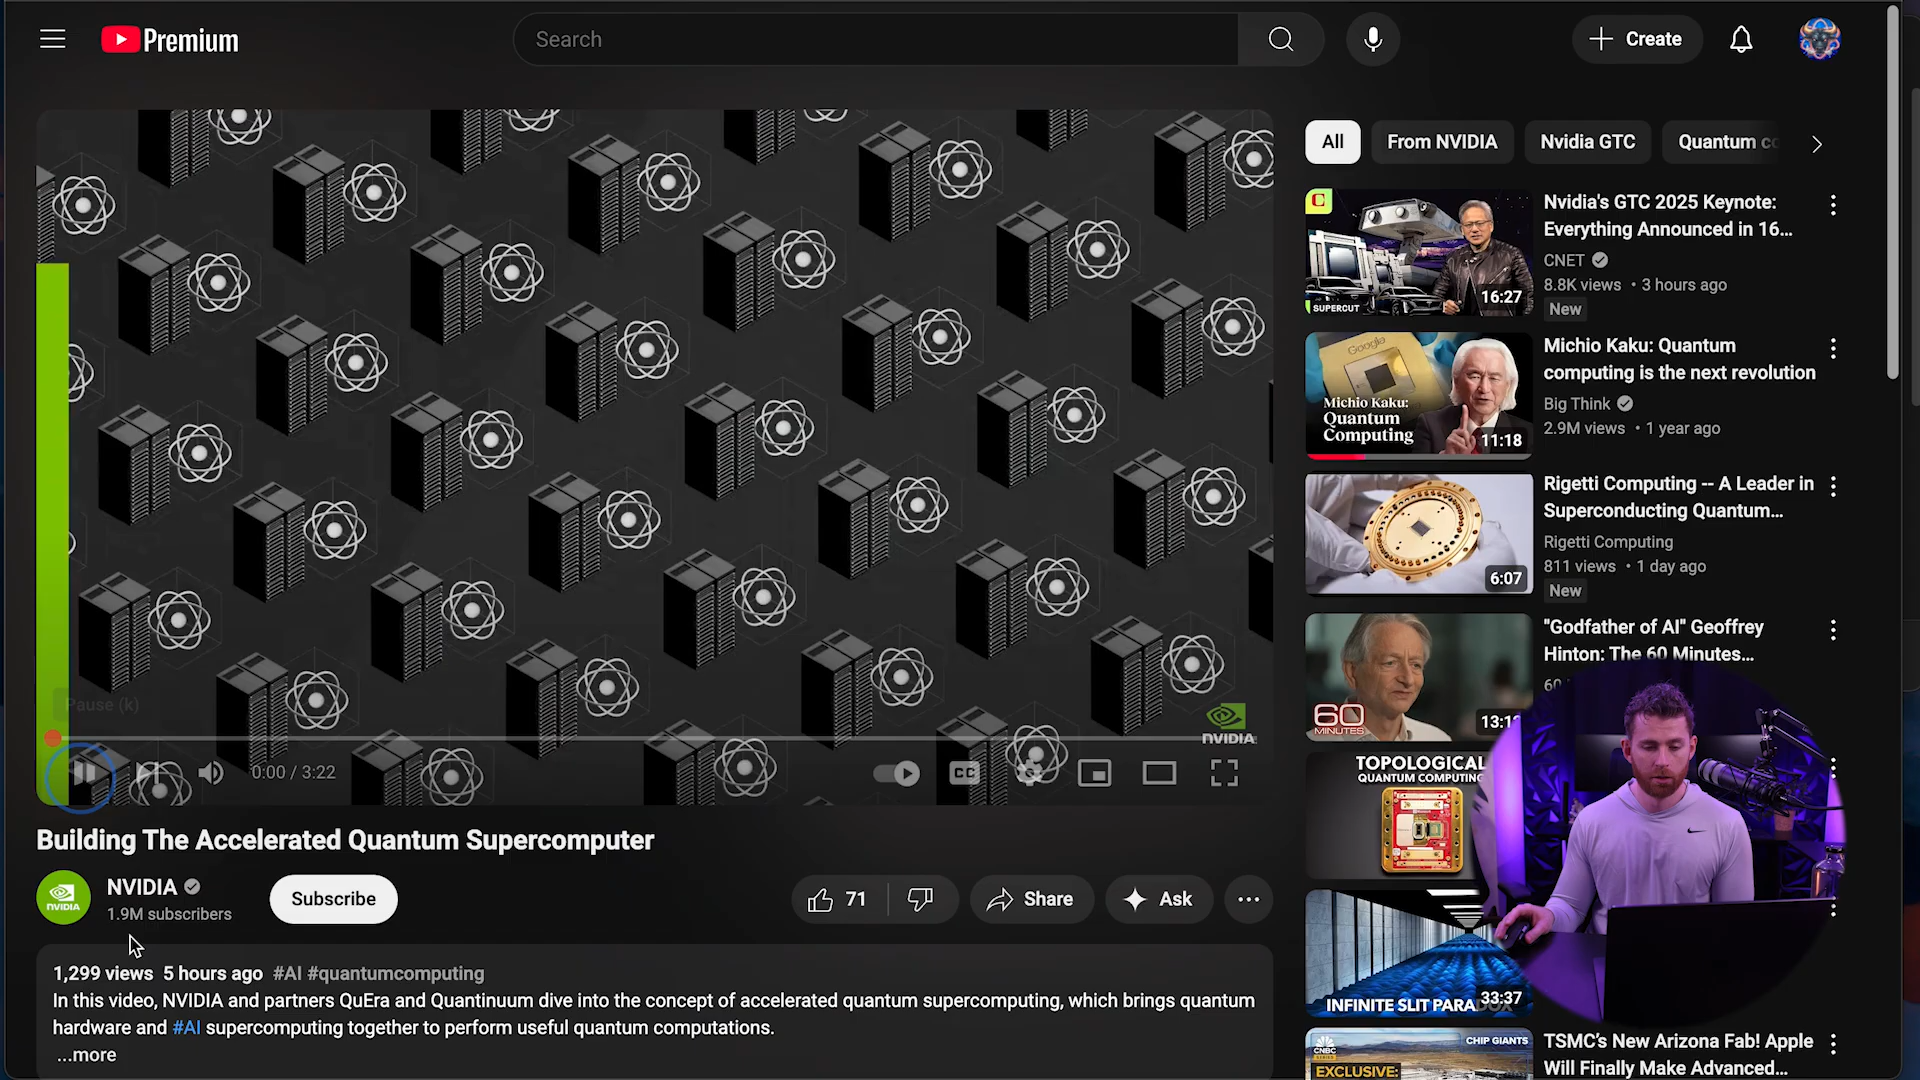 Premium
Search
Create
All
From NVIDIA
Nvidia GTC
Quantum co
C
SUPERCUT
16:27
Nvidia's GTC 2025 Keynote:
Everything Announced in 16...
CNET
8.8K views • 3 hours ago
New
Google
Michio Kaku:
Quantum
Computing
11:18
Michio Kaku: Quantum
computing is the next revolution
Big Think
2.9M views • 1 year ago
6:07
Rigetti Computing -- A Leader in
Superconducting Quantum...
Rigetti Computing
811 views • 1 day ago
New
60
MINUTES
"Godfather of AI" Geoffrey
Hinton: The 60 Minutes...
60
TOPOLOGICAL
QUANTUM COMPUTING
INFINITE SLIT PARADOX
33:37
CNBC
CHIP GIANTS
EXCLUSIVE:
TSMC's New Arizona Fab! Apple
Will Finally Make Advanced...
NVIDIA
Pause (k)
0:00 / 3:22
CC
Building The Accelerated Quantum Supercomputer
NVIDIA
NVIDIA
1.9M subscribers
Subscribe
71
Share
Ask
1,299 views 5 hours ago #AI #quantumcomputing
In this video, NVIDIA and partners QuEra and Quantinuum dive into the concept of accelerated quantum supercomputing, which brings quantum
hardware and #AI supercomputing together to perform useful quantum computations.
...more